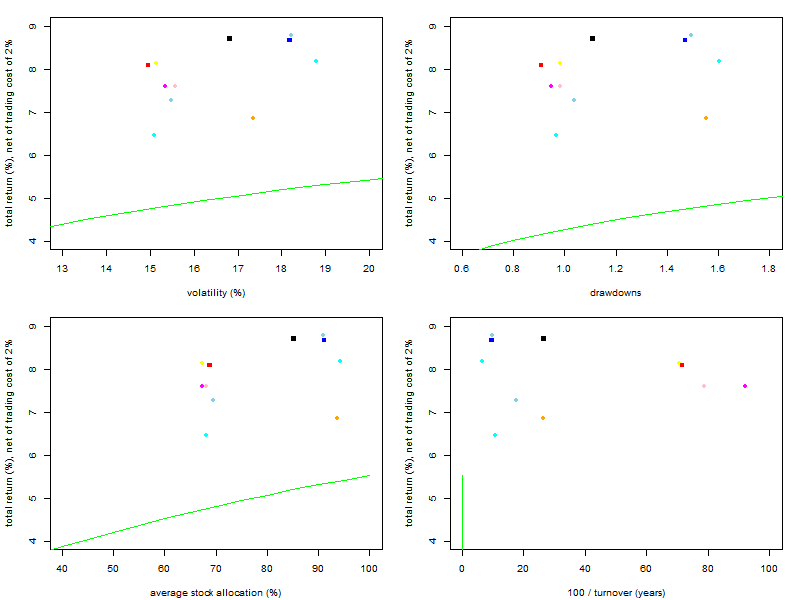 total return (%), net of trading cost of 2%
9
8
7
6
5
4
13 14 15 16 17 18 19 20
volatility (%)
total return (%), net of trading cost of 2%
9
8
7
6
5
4
0.6 0.8 1.0 1.2 1.4 1.6 1.8
drawdowns
total return (%), net of trading cost of 2%
9
8
7
6
5
4
40 50 60 70 80 90 100
average stock allocation (%)
total return (%), net of trading cost of 2%
9
8
7
6
5
4
0 20 40 60 80 100
100 / turnover (years)